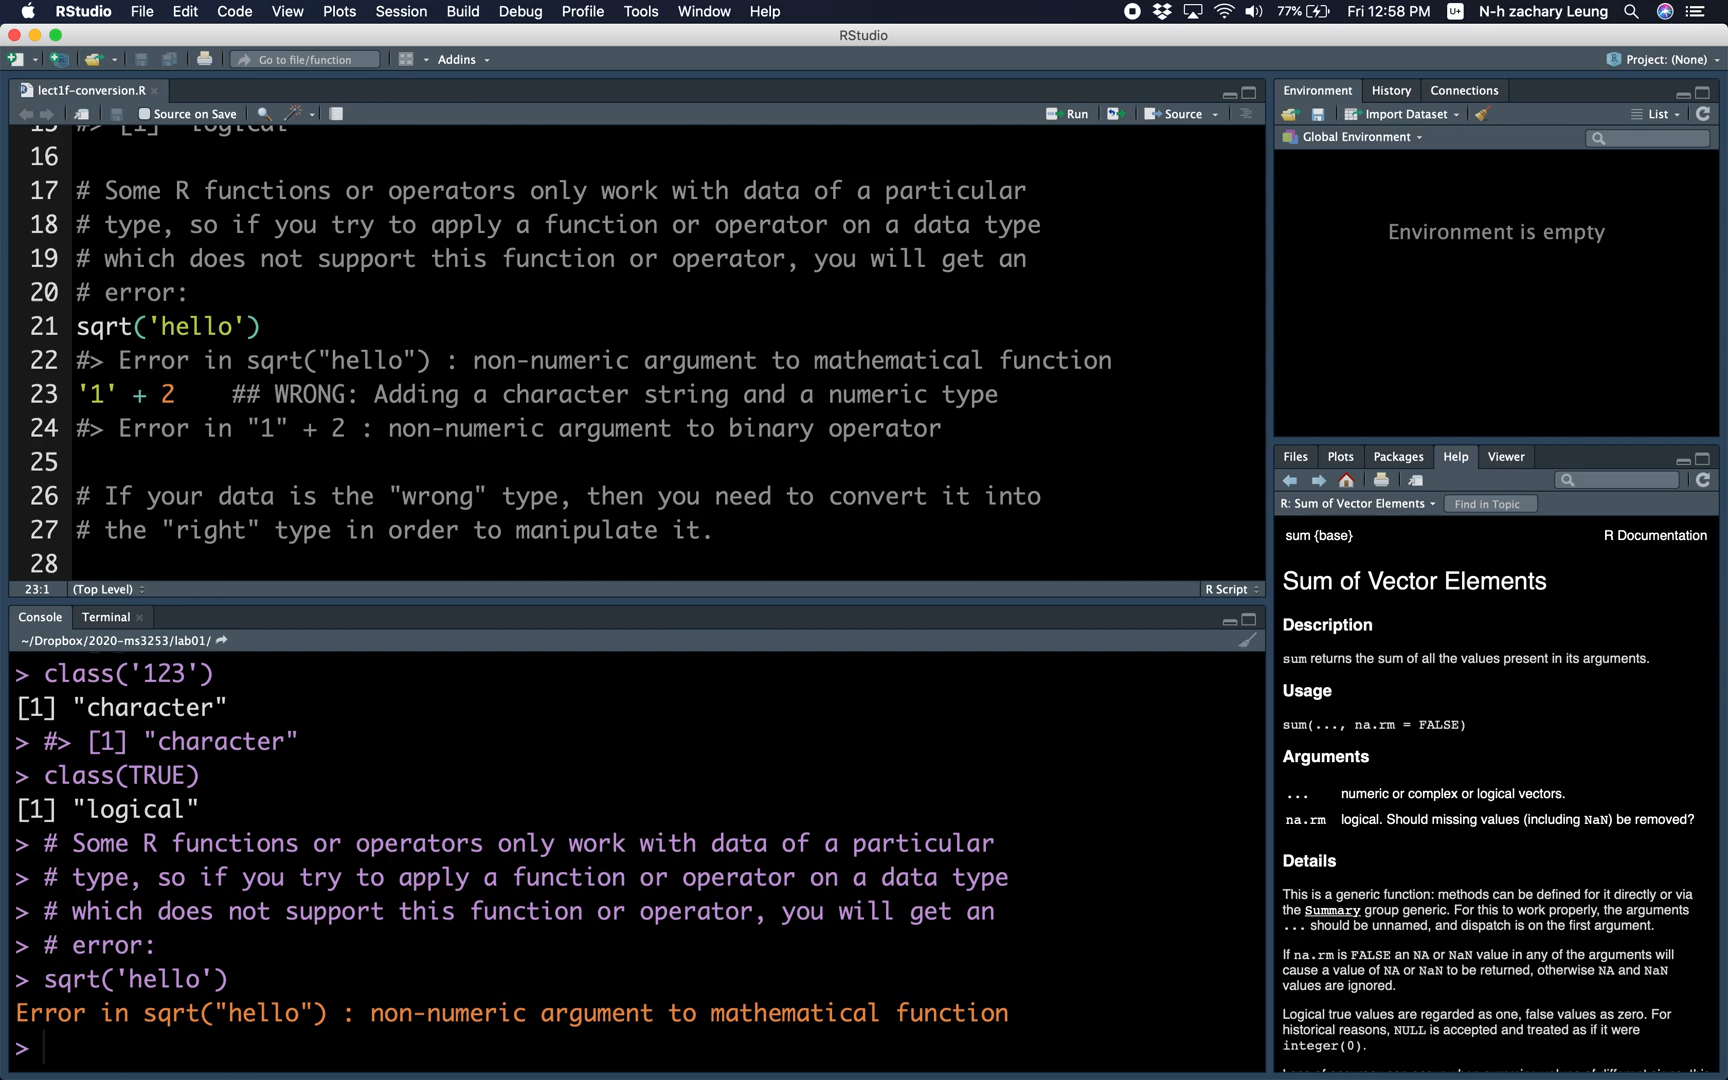 RStudio File Edit Code View Plots Session Build Debug Profile Tools Window Help 77% Fri 12:58 PM U+ N-h zachary Leung
RStudio
Go to file/function Addins Project: (None)
lect1f-conversion.R
Source on Save Run Source
15 #> [1] "logical"
16
17 # Some R functions or operators only work with data of a particular
18 # type, so if you try to apply a function or operator on a data type
19 # which does not support this function or operator, you will get an
20 # error:
21 sqrt('hello')
22 #> Error in sqrt("hello") : non-numeric argument to mathematical function
23 '1' + 2 ## WRONG: Adding a character string and a numeric type
24 #> Error in "1" + 2 : non-numeric argument to binary operator
25
26 # If your data is the "wrong" type, then you need to convert it into
27 # the "right" type in order to manipulate it.
28
23:1 (Top Level) R Script
Console Terminal
~/Dropbox/2020-ms3253/lab01/
> class('123')
[1] "character"
> #> [1] "character"
> class(TRUE)
[1] "logical"
> # Some R functions or operators only work with data of a particular
> # type, so if you try to apply a function or operator on a data type
> # which does not support this function or operator, you will get an
> # error:
> sqrt('hello')
Error in sqrt("hello") : non-numeric argument to mathematical function
>
Environment History Connections
Import Dataset List
Global Environment
Environment is empty
Files Plots Packages Help Viewer
R: Sum of Vector Elements Find in Topic
sum {base} R Documentation
Sum of Vector Elements
Description
sum returns the sum of all the values present in its arguments.
Usage
sum(..., na.rm = FALSE)
Arguments
... numeric or complex or logical vectors.
na.rm logical. Should missing values (including NaN) be removed?
Details
This is a generic function: methods can be defined for it directly or via
the Summary group generic. For this to work properly, the arguments
... should be unnamed, and dispatch is on the first argument.
If na.rm is FALSE an NA or NaN value in any of the arguments will
cause a value of NA or NaN to be returned, otherwise NA and NaN
values are ignored.
Logical true values are regarded as one, false values as zero. For
historical reasons, NULL is accepted and treated as if it were
integer(0).